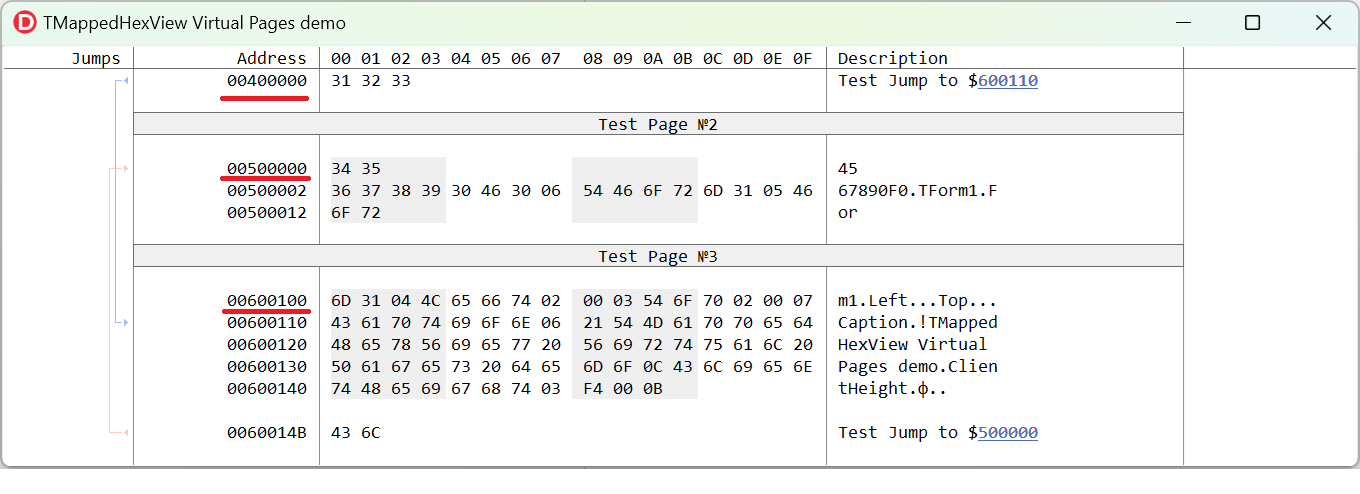 D TMappedHexView Virtual Pages demo
Jumps Address 00 01 02 03 04 05 06 07 08 09 0A 0B 0C 0D 0E 0F Description
00400000 31 32 33 Test Jump to $600110
Test Page №2
00500000 34 35 45
00500002 36 37 38 39 30 46 30 06 54 46 6F 72 6D 31 05 46 67890F0.TForm1.F
00500012 6F 72 or
Test Page №3
00600100 6D 31 04 4C 65 66 74 02 00 03 54 6F 70 02 00 07 m1.Left...Top...
00600110 43 61 70 74 69 6F 6E 06 21 54 4D 61 70 70 65 64 Caption.!TMapped
00600120 48 65 78 56 69 65 77 20 56 69 72 74 75 61 6C 20 HexView Virtual
00600130 50 61 67 65 73 20 64 65 6D 6F 0C 43 6C 69 65 6E Pages demo.Clien
00600140 74 48 65 69 67 68 74 03 F4 00 0B tHeight.ф..
0060014B 43 6C Test Jump to $500000